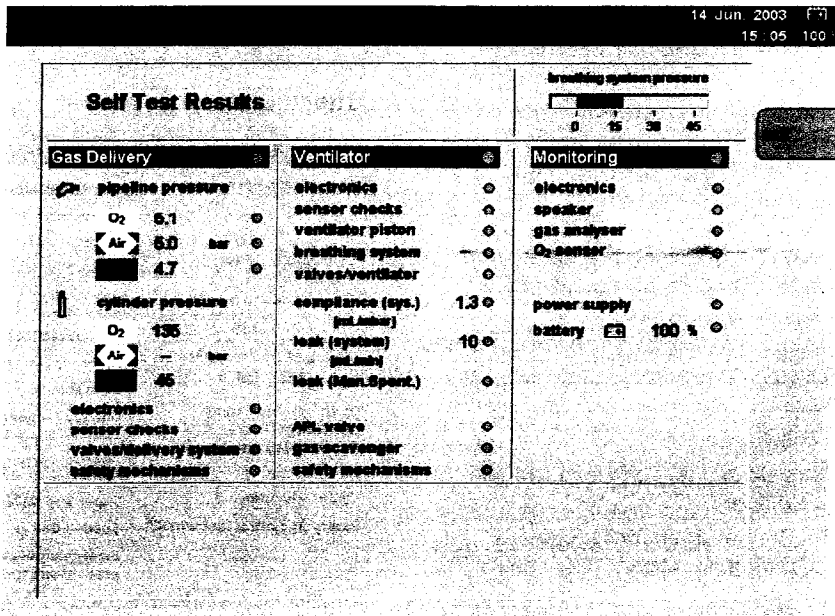 14 Jun. 2003
15:05 100
Self Test Results
breathing system pressure
0 15 30 45
Gas Delivery
pipeline pressure
O2 5.1
Air 5.0 bar
4.7
cylinder pressure
O2 135
Air – bar
45
electronics
sensor checks
valves/delivery system
safety mechanisms
Ventilator
electronics
sensor checks
ventilator piston
breathing system
valves/ventilator
compliance (sys.) 1.3
[mL/mbar]
leak (system) 10
[mL/min]
leak (Man.Spont.)
APL valve
gas scavenger
safety mechanisms
Monitoring
electronics
speaker
gas analyser
O2 sensor
power supply
battery 100 %